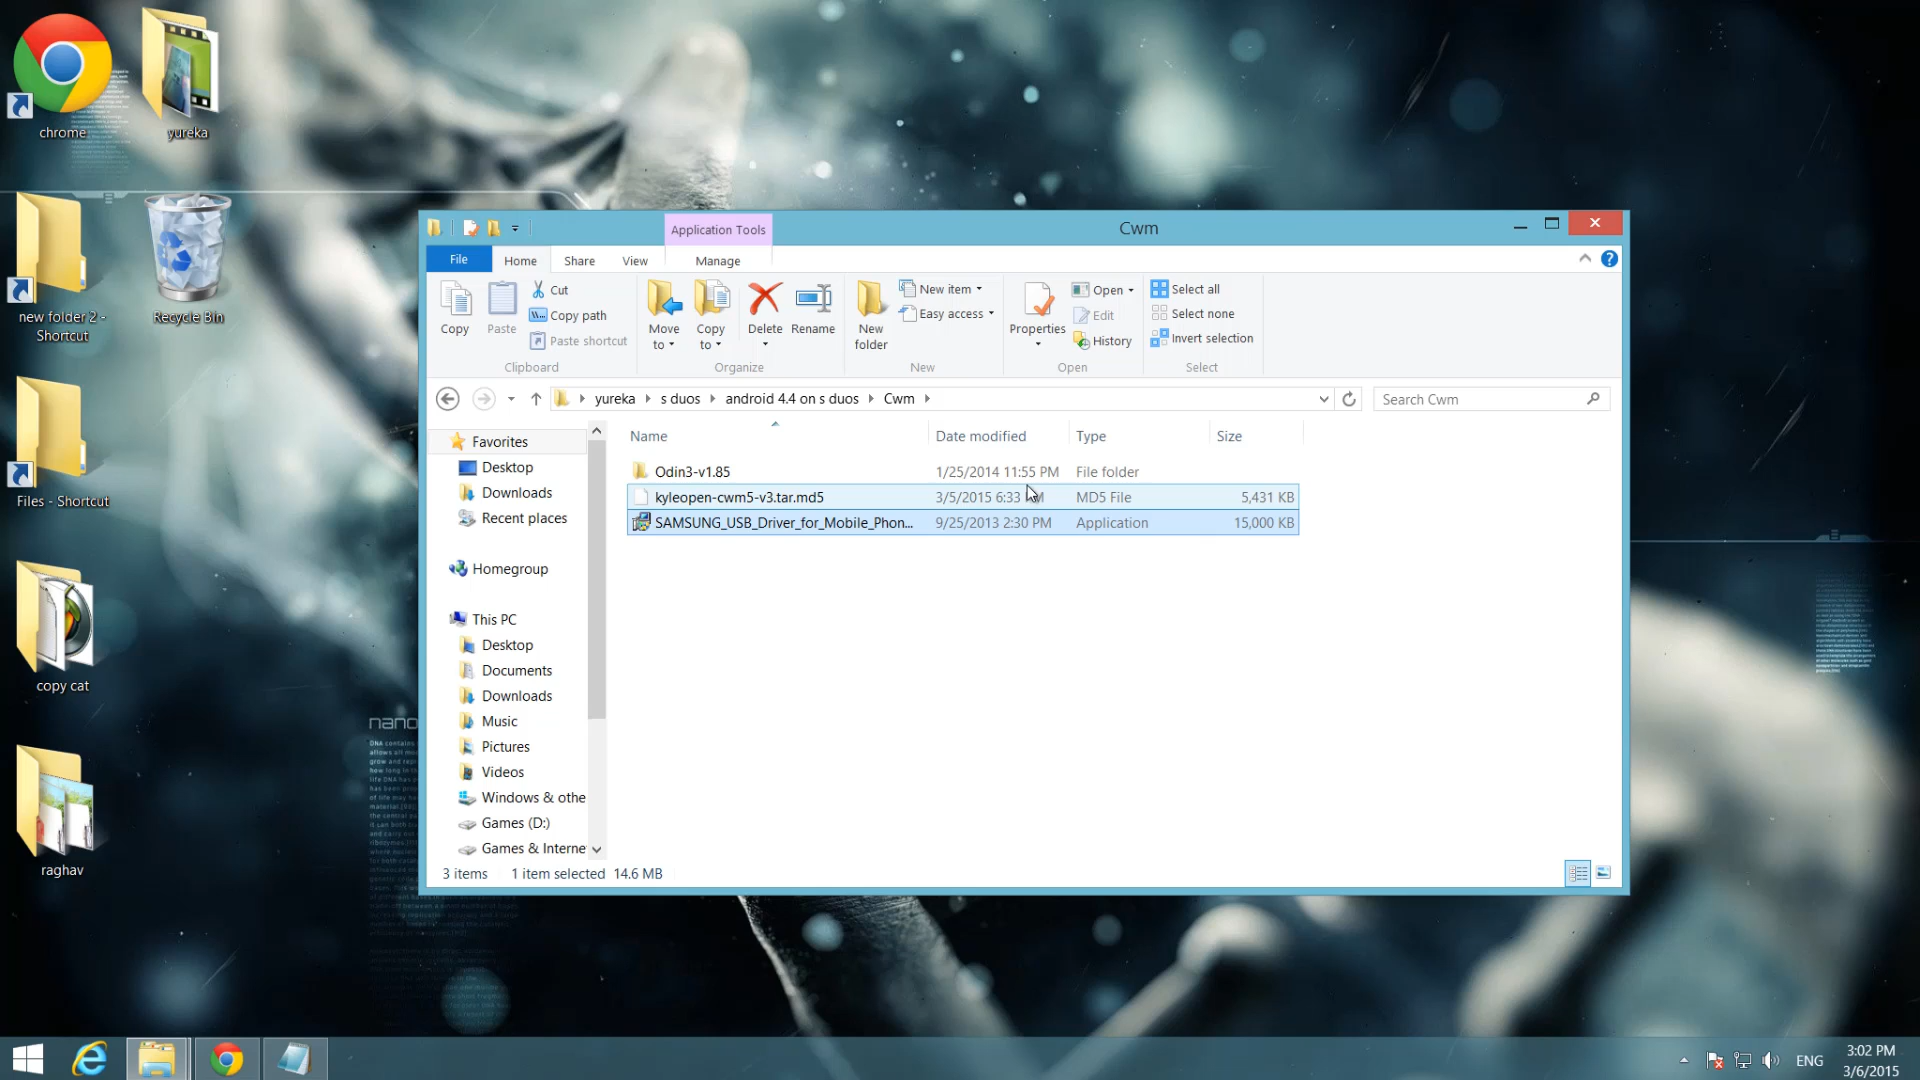 chrome
yureka
new folder 2 -
Shortcut
Recycle Bin
Files - Shortcut
copy cat
raghav
Application Tools
Cwm
File
Home
Share
View
Manage
Copy
Paste
Cut
Copy path
Paste shortcut
Clipboard
Move
to
Copy
to
Delete
Rename
Organize
New
folder
New item
Easy access
New
Properties
Open
Edit
History
Open
Select all
Select none
Invert selection
Select
yureka
s duos
android 4.4 on s duos
Cwm
Search Cwm
Favorites
Desktop
Downloads
Recent places
Homegroup
This PC
Desktop
Documents
Downloads
Music
Pictures
Videos
Windows & othe
Games (D:)
Games & Interne
Name
Date modified
Type
Size
Odin3-v1.85
1/25/2014 11:55 PM
File folder
kyleopen-cwm5-v3.tar.md5
3/5/2015 6:33
MD5 File
5,431 KB
SAMSUNG_USB_Driver_for_Mobile_Phon...
9/25/2013 2:30 PM
Application
15,000 KB
3 items
1 item selected
14.6 MB
nano
ENG
3:02 PM
3/6/2015